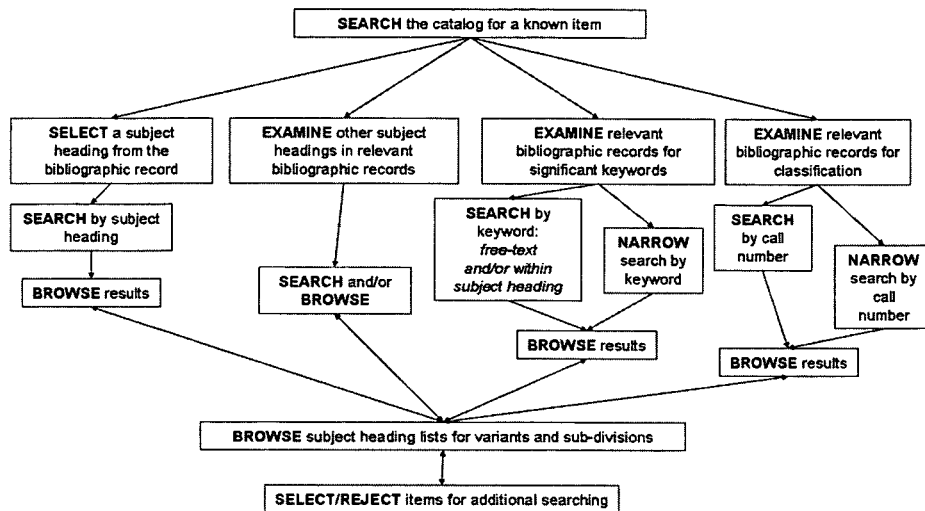 SEARCH the catalog for a known item
SELECT a subject
heading from the
bibliographic record
EXAMINE other subject
headings in relevant
bibliographic records
EXAMINE relevant
bibliographic records for
significant keywords
EXAMINE relevant
bibliographic records for
classification
SEARCH by subject
heading
BROWSE results
SEARCH and/or
BROWSE
SEARCH by
keyword:
free-text
and/or within
subject heading
NARROW
search by
keyword
BROWSE results
SEARCH
by call
number
NARROW
search by
call
number
BROWSE results
BROWSE subject heading lists for variants and sub-divisions
SELECT/REJECT items for additional searching